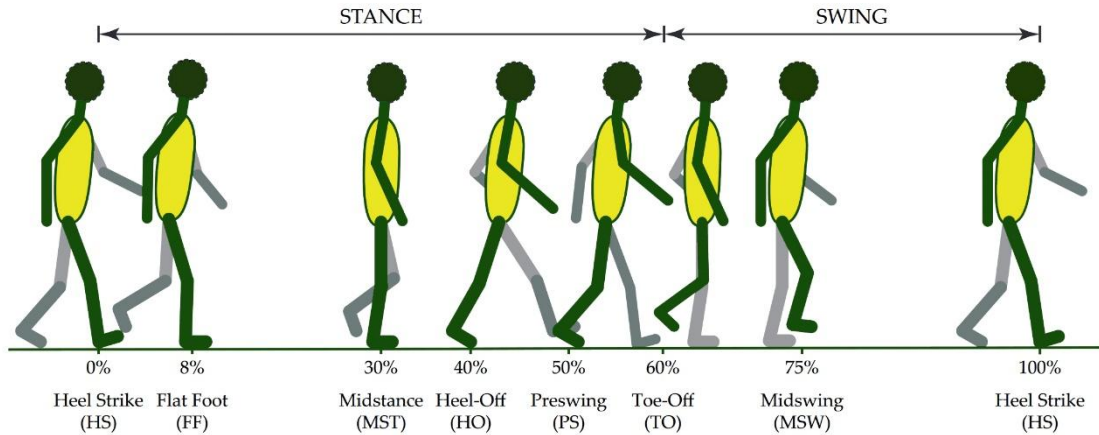 STANCE SWING
0% 8% 30% 40% 50% 60% 75% 100%
Heel Strike Flat Foot Midstance Heel-Off Preswing Toe-Off Midswing Heel Strike
(HS) (FF) (MST) (HO) (PS) (TO) (MSW) (HS)